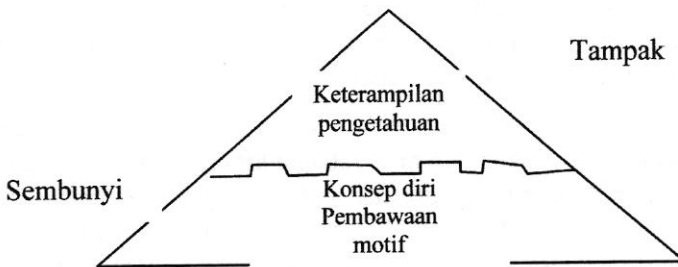 Tampak
Keterampilan
pengetahuan
Sembunyi
Konsep diri
Pembawaan
motif